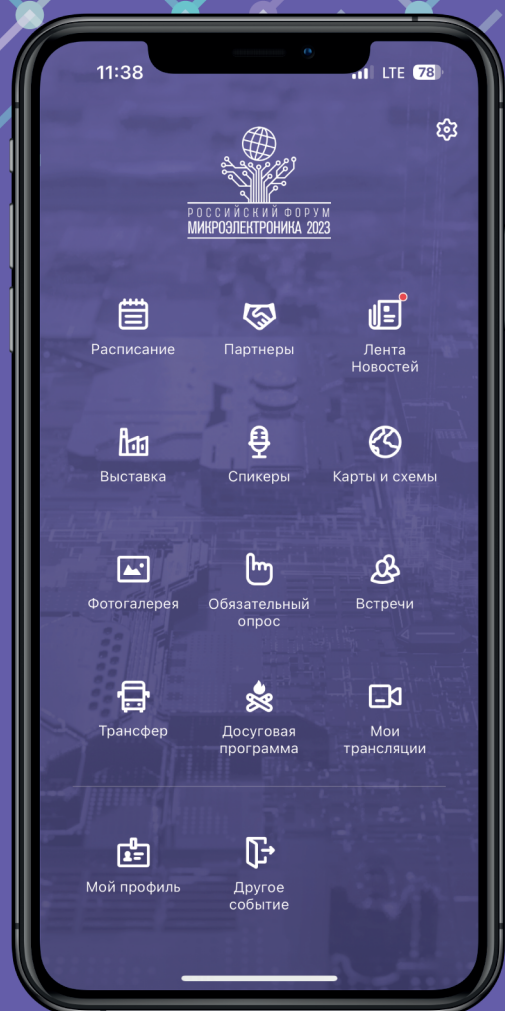 11:38
LTE 78
РОССИЙСКИЙ ФОРУМ
МИКРОЭЛЕКТРОНИКА 2023
Расписание
Партнеры
Лента
Новостей
Выставка
Спикеры
Карты и схемы
Фотогалерея
Обязательный
опрос
Встречи
Трансфер
Досуговая
программа
Мои
трансляции
Мой профиль
Другое
событие